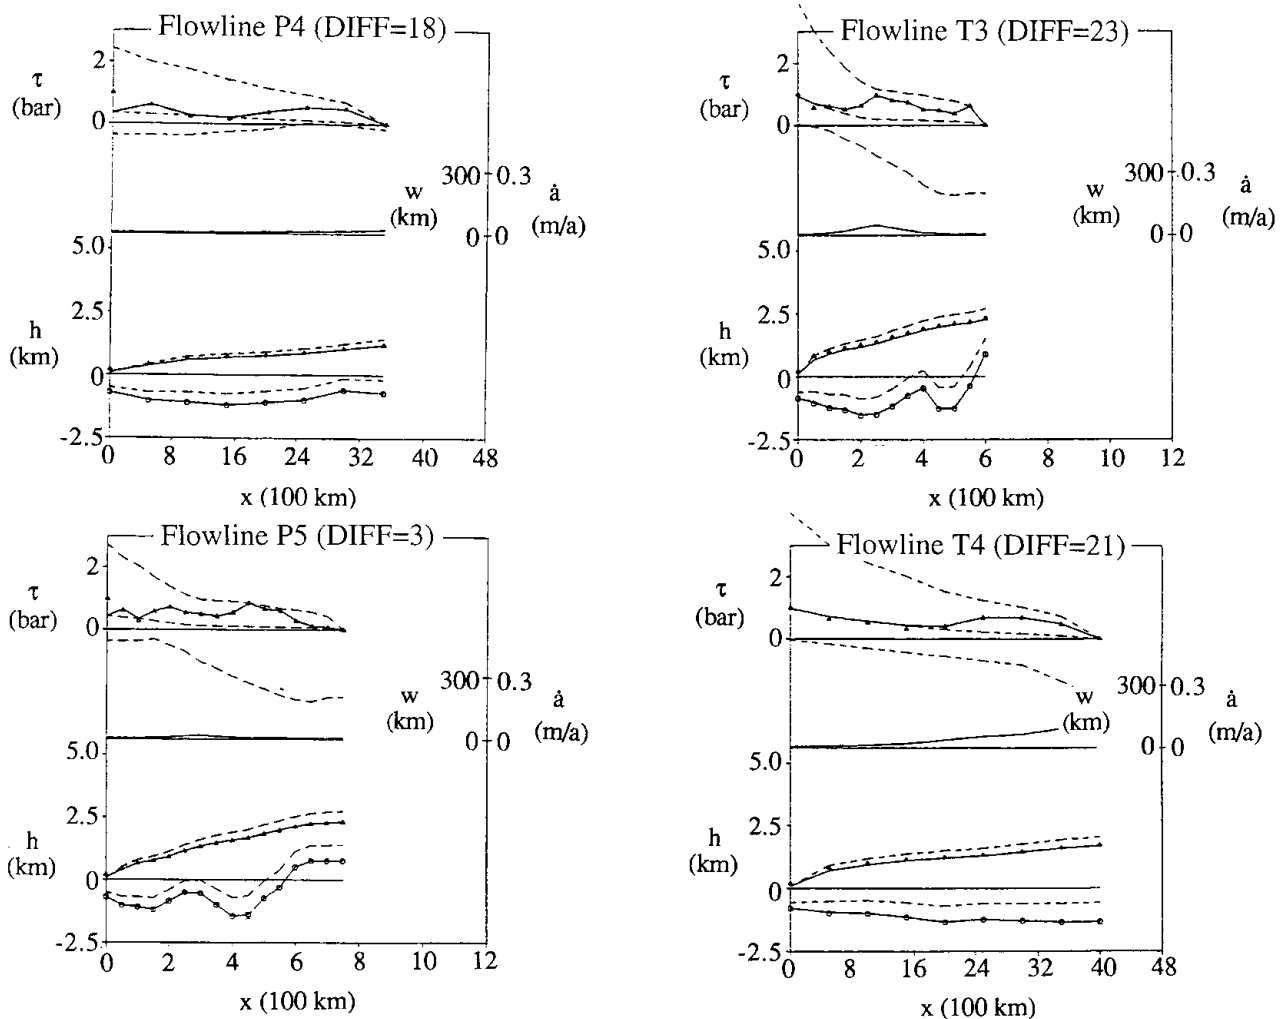 Flowline P4 (DIFF=18)
2
τ
(bar)
0
w
(km)
300 0.3
ȧ
(m/a)
0 0
5.0
2.5
h
(km)
0
-2.5
0 8 16 24 32 40 48
x (100 km)
Flowline T3 (DIFF=23)
2
τ
(bar)
0
w
(km)
300 0.3
ȧ
(m/a)
0 0
5.0
2.5
h
(km)
0
-2.5
0 2 4 6 8 10 12
x (100 km)
Flowline P5 (DIFF=3)
2
τ
(bar)
0
w
(km)
300 0.3
ȧ
(m/a)
0 0
5.0
2.5
h
(km)
0
-2.5
0 2 4 6 8 10 12
x (100 km)
Flowline T4 (DIFF=21)
2
τ
(bar)
0
w
(km)
300 0.3
ȧ
(m/a)
0 0
5.0
2.5
h
(km)
0
-2.5
0 8 16 24 32 40 48
x (100 km)